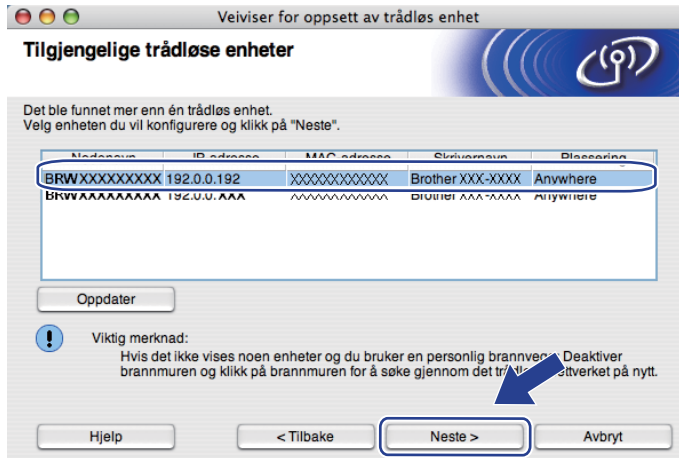 Veiviser for oppsett av trådløs enhet
Tilgjengelige trådløse enheter
Det ble funnet mer enn én trådløs enhet.
Velg enheten du vil konfigurere og klikk på "Neste".
Nodenavn IP-adresse MAC-adresse Skrivernavn Plassering
BRWXXXXXXXXX 192.0.0.192 XXXXXXXXXXXX Brother XXX-XXXX Anywhere
BRWXXXXXXXXX 192.0.0.XXX XXXXXXXXXXXX Brother XXX-XXXX Anywhere
Oppdater
Viktig merknad:
Hvis det ikke vises noen enheter og du bruker en personlig Deaktiver
brannmuren og klikk på brannmuren for å søke gjennom det på nytt.
Hjelp < Tilbake Neste > Avbryt